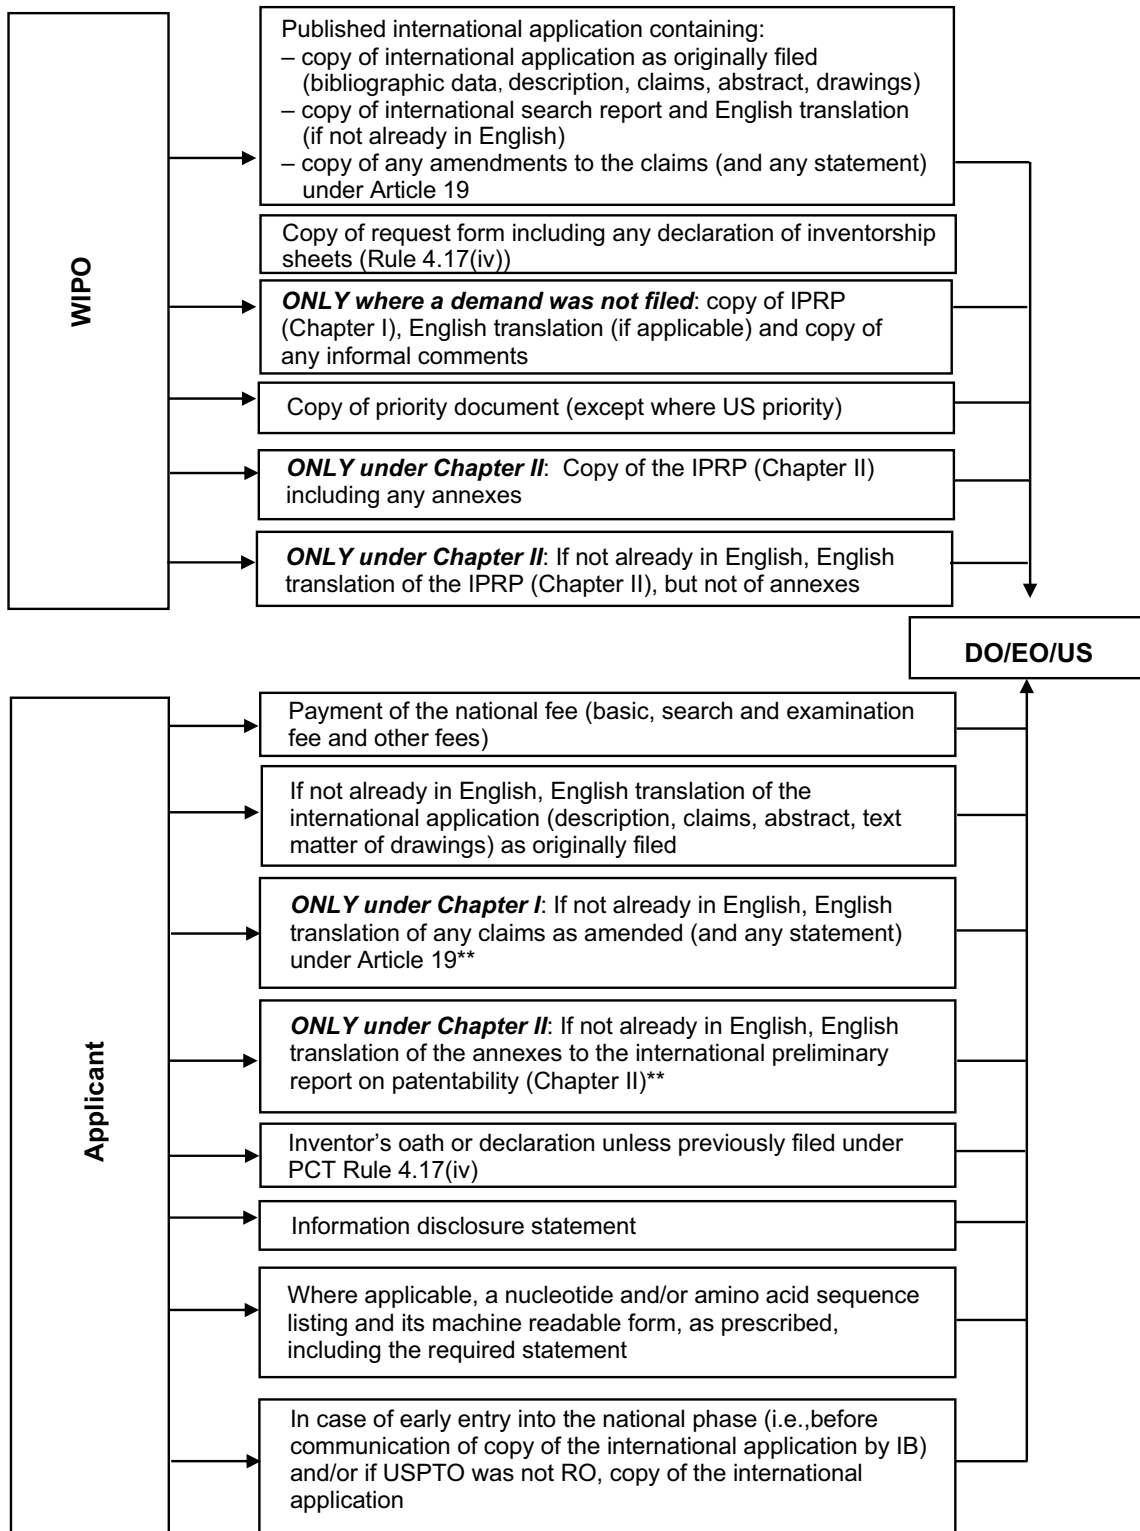 WIPO
Published international application containing:
– copy of international application as originally filed
(bibliographic data, description, claims, abstract, drawings)
– copy of international search report and English translation
(if not already in English)
– copy of any amendments to the claims (and any statement)
under Article 19
Copy of request form including any declaration of inventorship
sheets (Rule 4.17(iv))
ONLY where a demand was not filed: copy of IPRP
(Chapter I), English translation (if applicable) and copy of
any informal comments
Copy of priority document (except where US priority)
ONLY under Chapter II: Copy of the IPRP (Chapter II)
including any annexes
ONLY under Chapter II: If not already in English, English
translation of the IPRP (Chapter II), but not of annexes
DO/EO/US
Applicant
Payment of the national fee (basic, search and examination
fee and other fees)
If not already in English, English translation of the
international application (description, claims, abstract, text
matter of drawings) as originally filed
ONLY under Chapter I: If not already in English, English
translation of any claims as amended (and any statement)
under Article 19**
ONLY under Chapter II: If not already in English, English
translation of the annexes to the international preliminary
report on patentability (Chapter II)**
Inventor's oath or declaration unless previously filed under
PCT Rule 4.17(iv)
Information disclosure statement
Where applicable, a nucleotide and/or amino acid sequence
listing and its machine readable form, as prescribed,
including the required statement
In case of early entry into the national phase (i.e.,before
communication of copy of the international application by IB)
and/or if USPTO was not RO, copy of the international
application